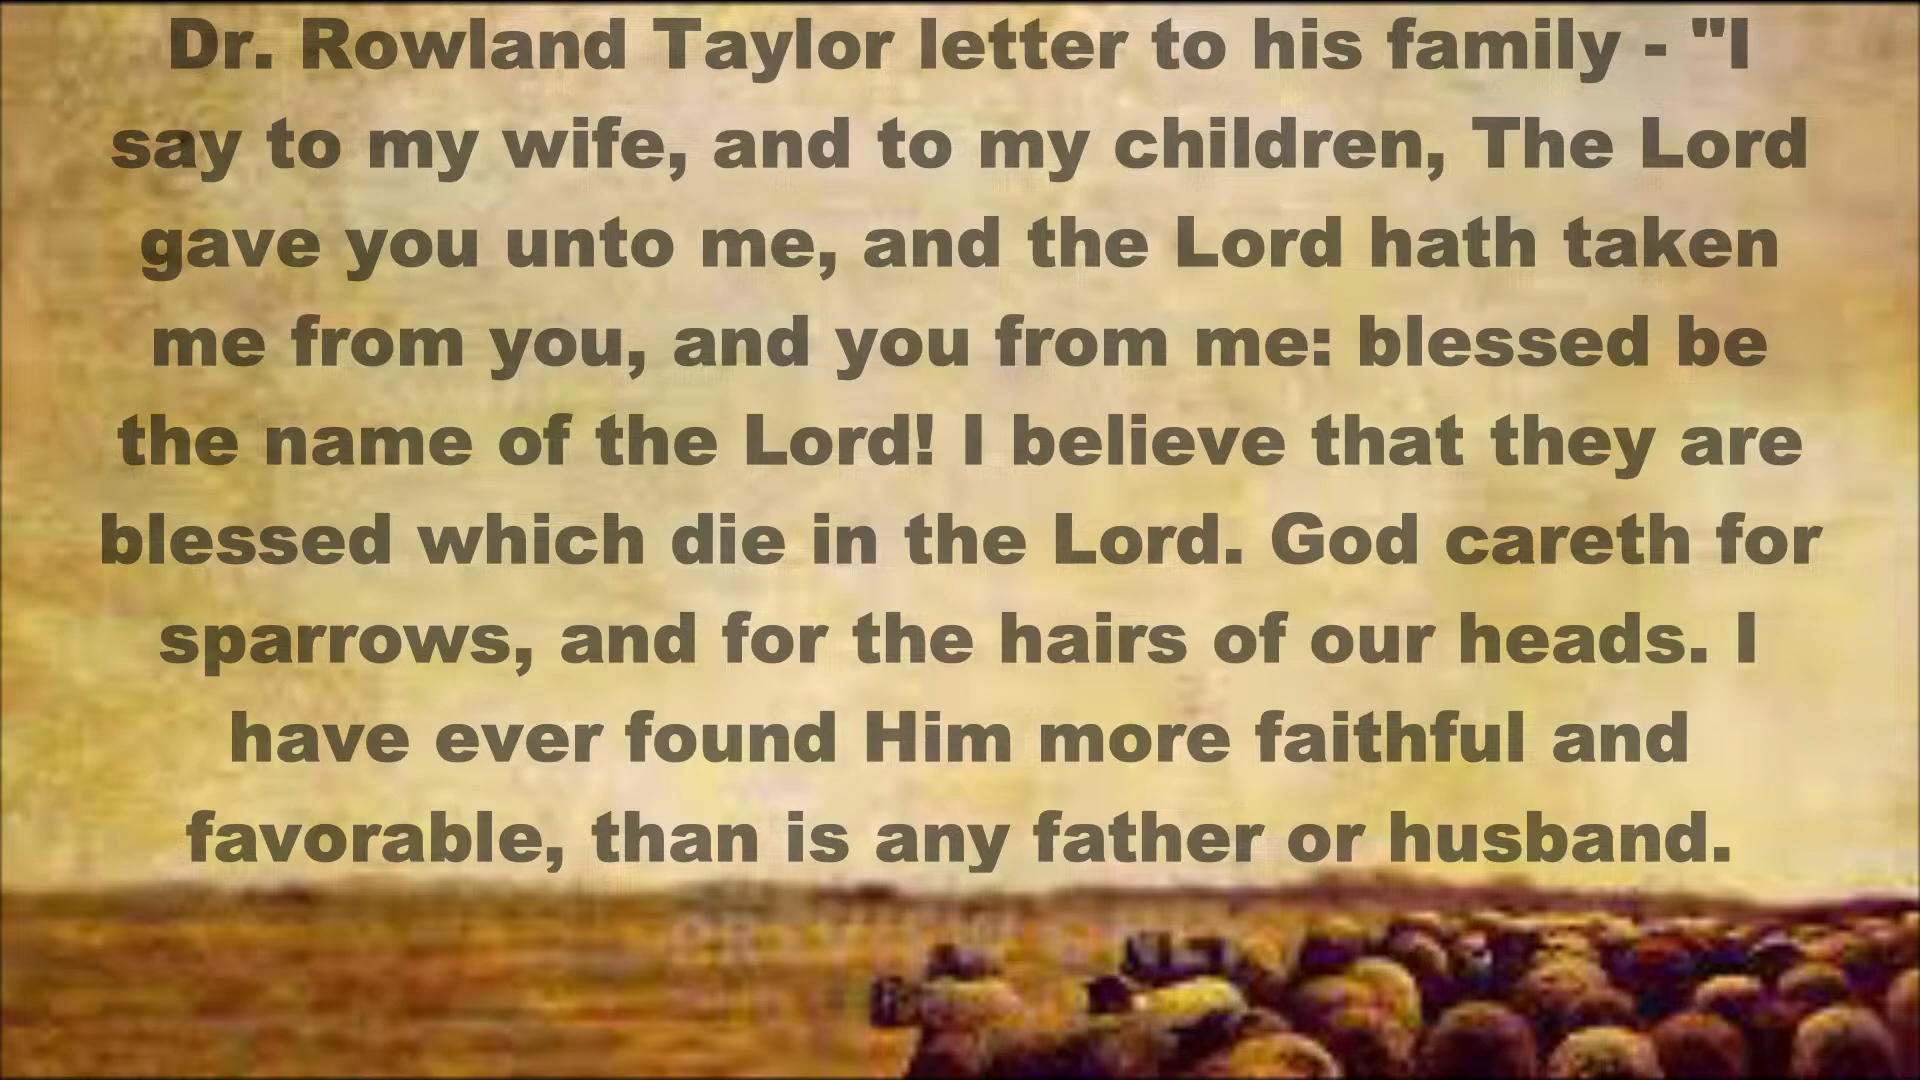 Dr. Rowland Taylor letter to his family - "I
say to my wife, and to my children, The Lord
gave you unto me, and the Lord hath taken
me from you, and you from me: blessed be
the name of the Lord! I believe that they are
blessed which die in the Lord. God careth for
sparrows, and for the hairs of our heads. I
have ever found Him more faithful and
favorable, than is any father or husband.